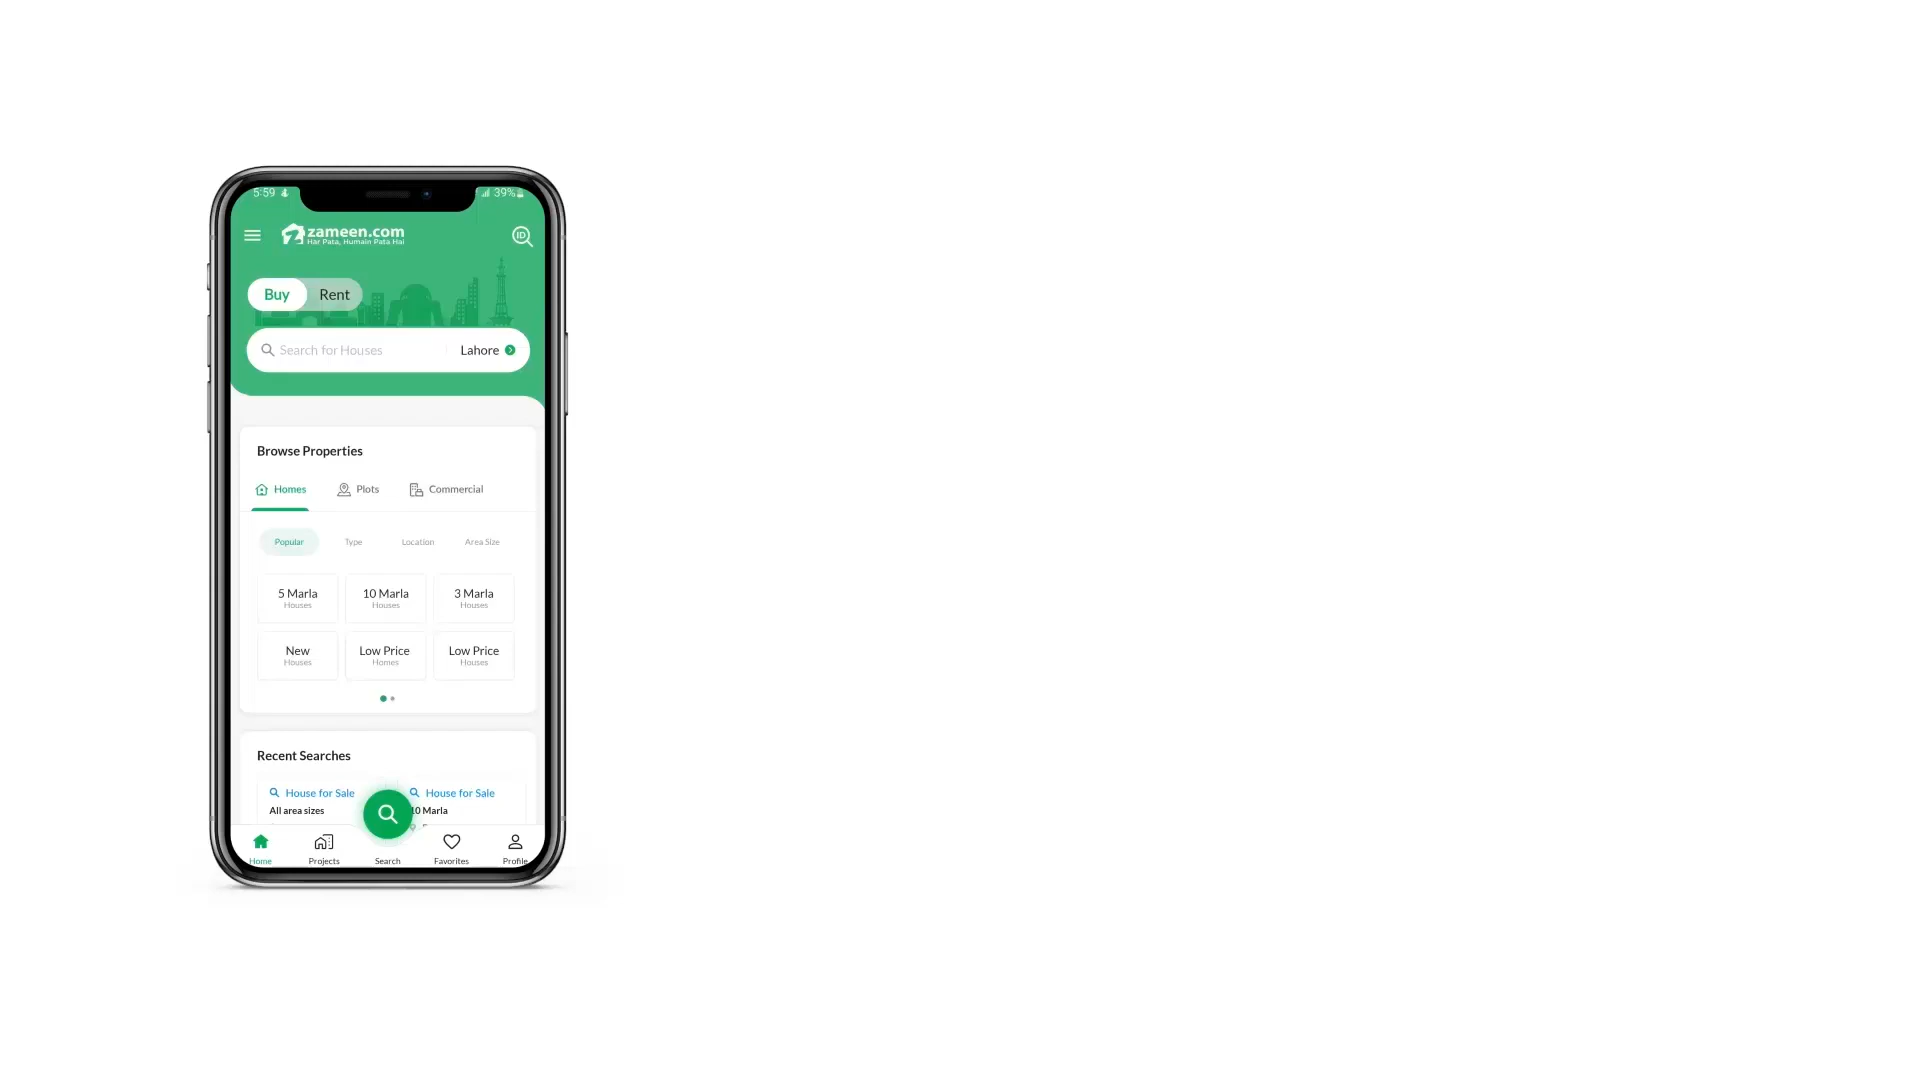 5:59
39%
zameen.com
Har Pata, Humain Pata Hai
ID
Buy Rent
Search for Houses Lahore
Browse Properties
Homes Plots Commercial
Popular Type Location Area Size
5 Marla 10 Marla 3 Marla
Houses Houses Houses
New Low Price Low Price
Houses Homes Houses
Recent Searches
House for Sale House for Sale
All area sizes 10 Marla
Home Projects Search Favorites Profile